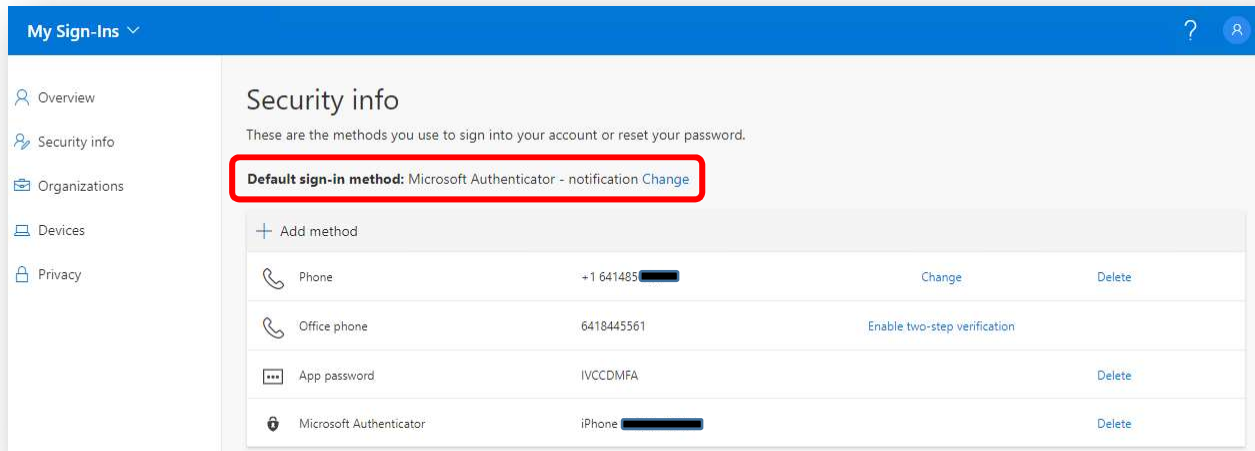 My Sign-Ins
?
Overview
Security info
Organizations
Devices
Privacy
Security info
These are the methods you use to sign into your account or reset your password.
Default sign-in method: Microsoft Authenticator - notification Change
+ Add method
Phone +1 641485 Change Delete
Office phone 6418445561 Enable two-step verification
App password IVCCDMFA Delete
Microsoft Authenticator iPhone Delete